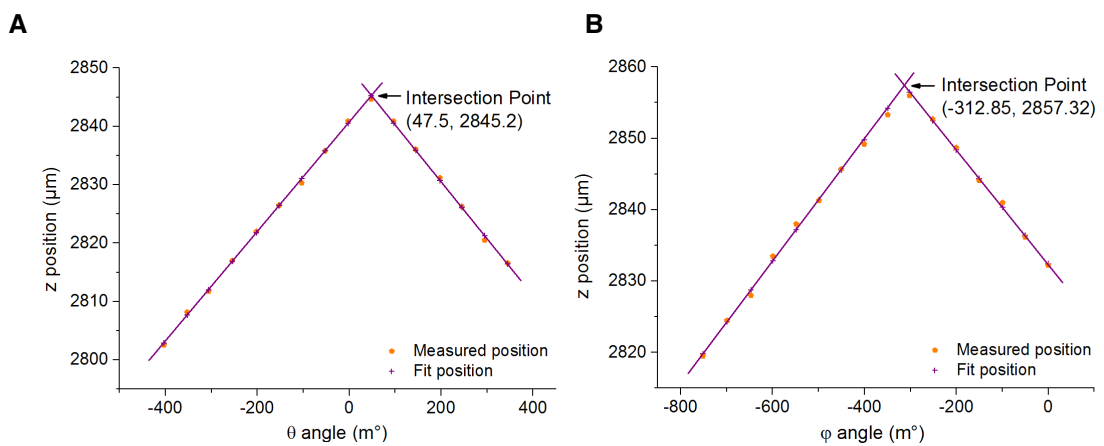 A
z position (µm)
2850
2840
2830
2820
2810
2800
Intersection Point
(47.5, 2845.2)
Measured position
Fit position
-400
-200
0
200
400
θ angle (m°)
B
z position (µm)
2860
2850
2840
2830
2820
Intersection Point
(-312.85, 2857.32)
Measured position
Fit position
-800
-600
-400
-200
0
φ angle (m°)